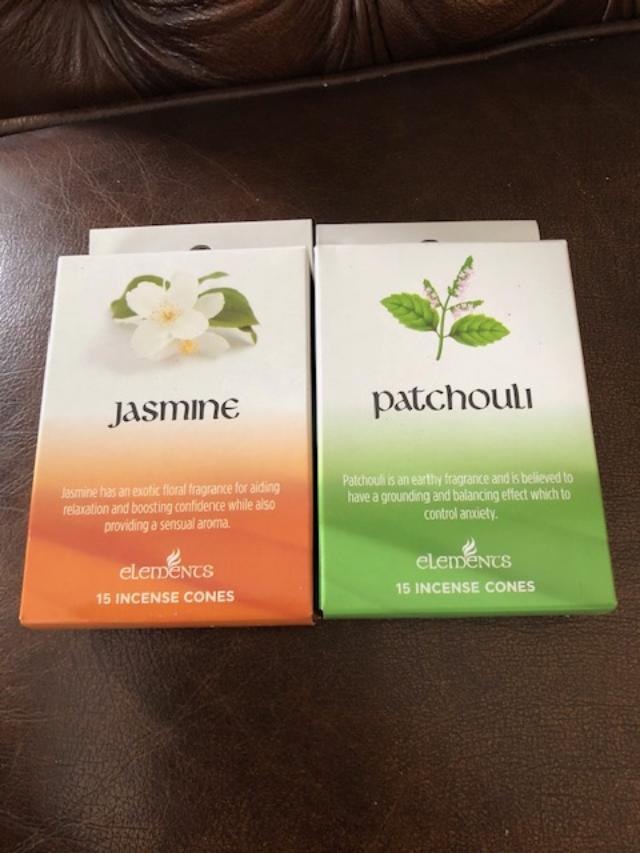 Jasmine
Jasmine has an exotic floral fragrance for aiding
relaxation and boosting confidence while also
providing a sensual aroma.
elements
15 INCENSE CONES
patchouli
Patchouli is an earthy fragrance and is believed to
have a grounding and balancing effect which to
control anxiety.
elements
15 INCENSE CONES